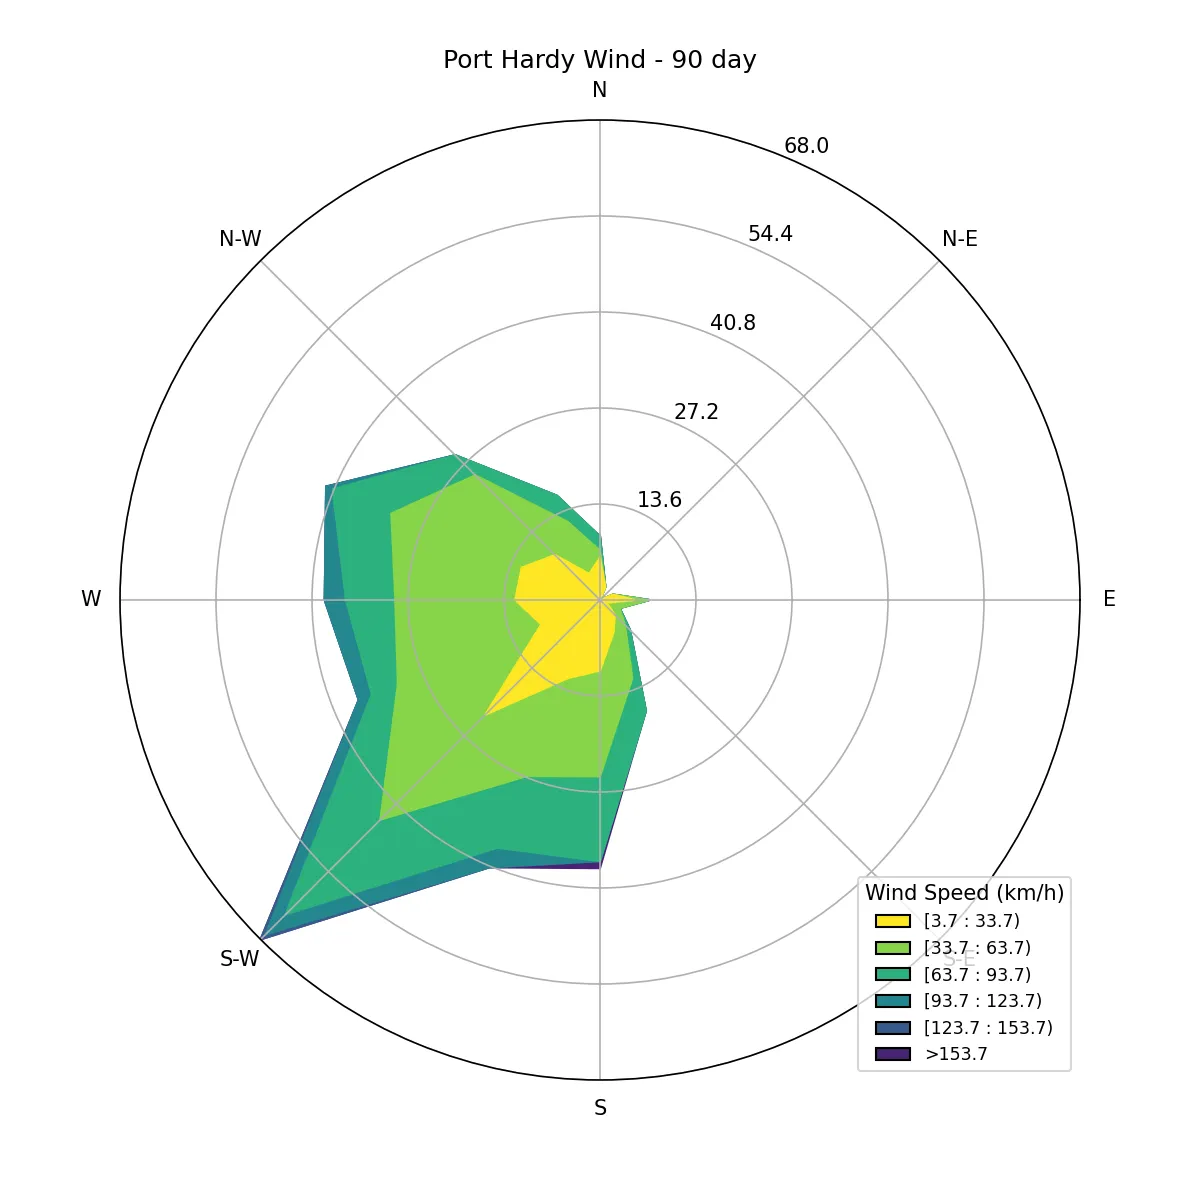 Port Hardy Wind - 90 day
N
68.0
N-W
54.4
N-E
40.8
27.2
13.6
W
E
S-W
S-E
S
Wind Speed (km/h)
[3.7 : 33.7)
[33.7 : 63.7)
[63.7 : 93.7)
[93.7 : 123.7)
[123.7 : 153.7)
>153.7